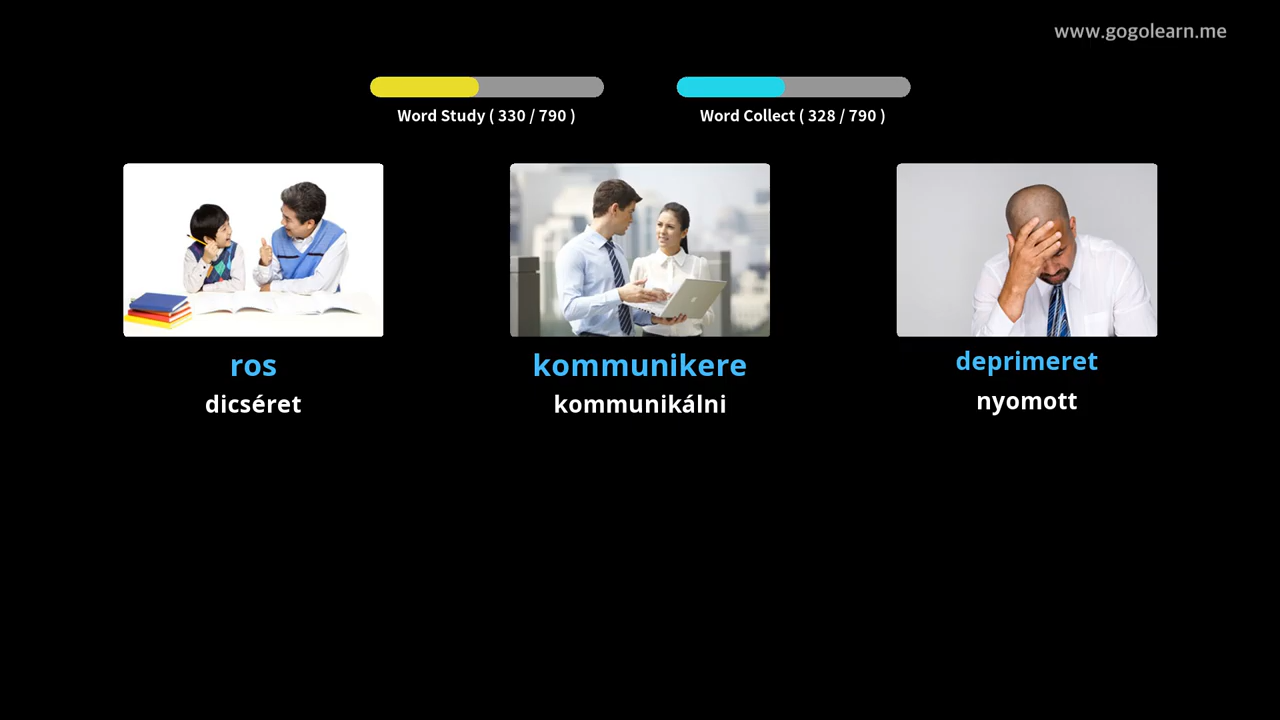 www.gogolearn.me
Word Study ( 330 / 790 )
Word Collect ( 328 / 790 )
ros
dicséret
kommunikere
kommunikálni
deprimeret
nyomott